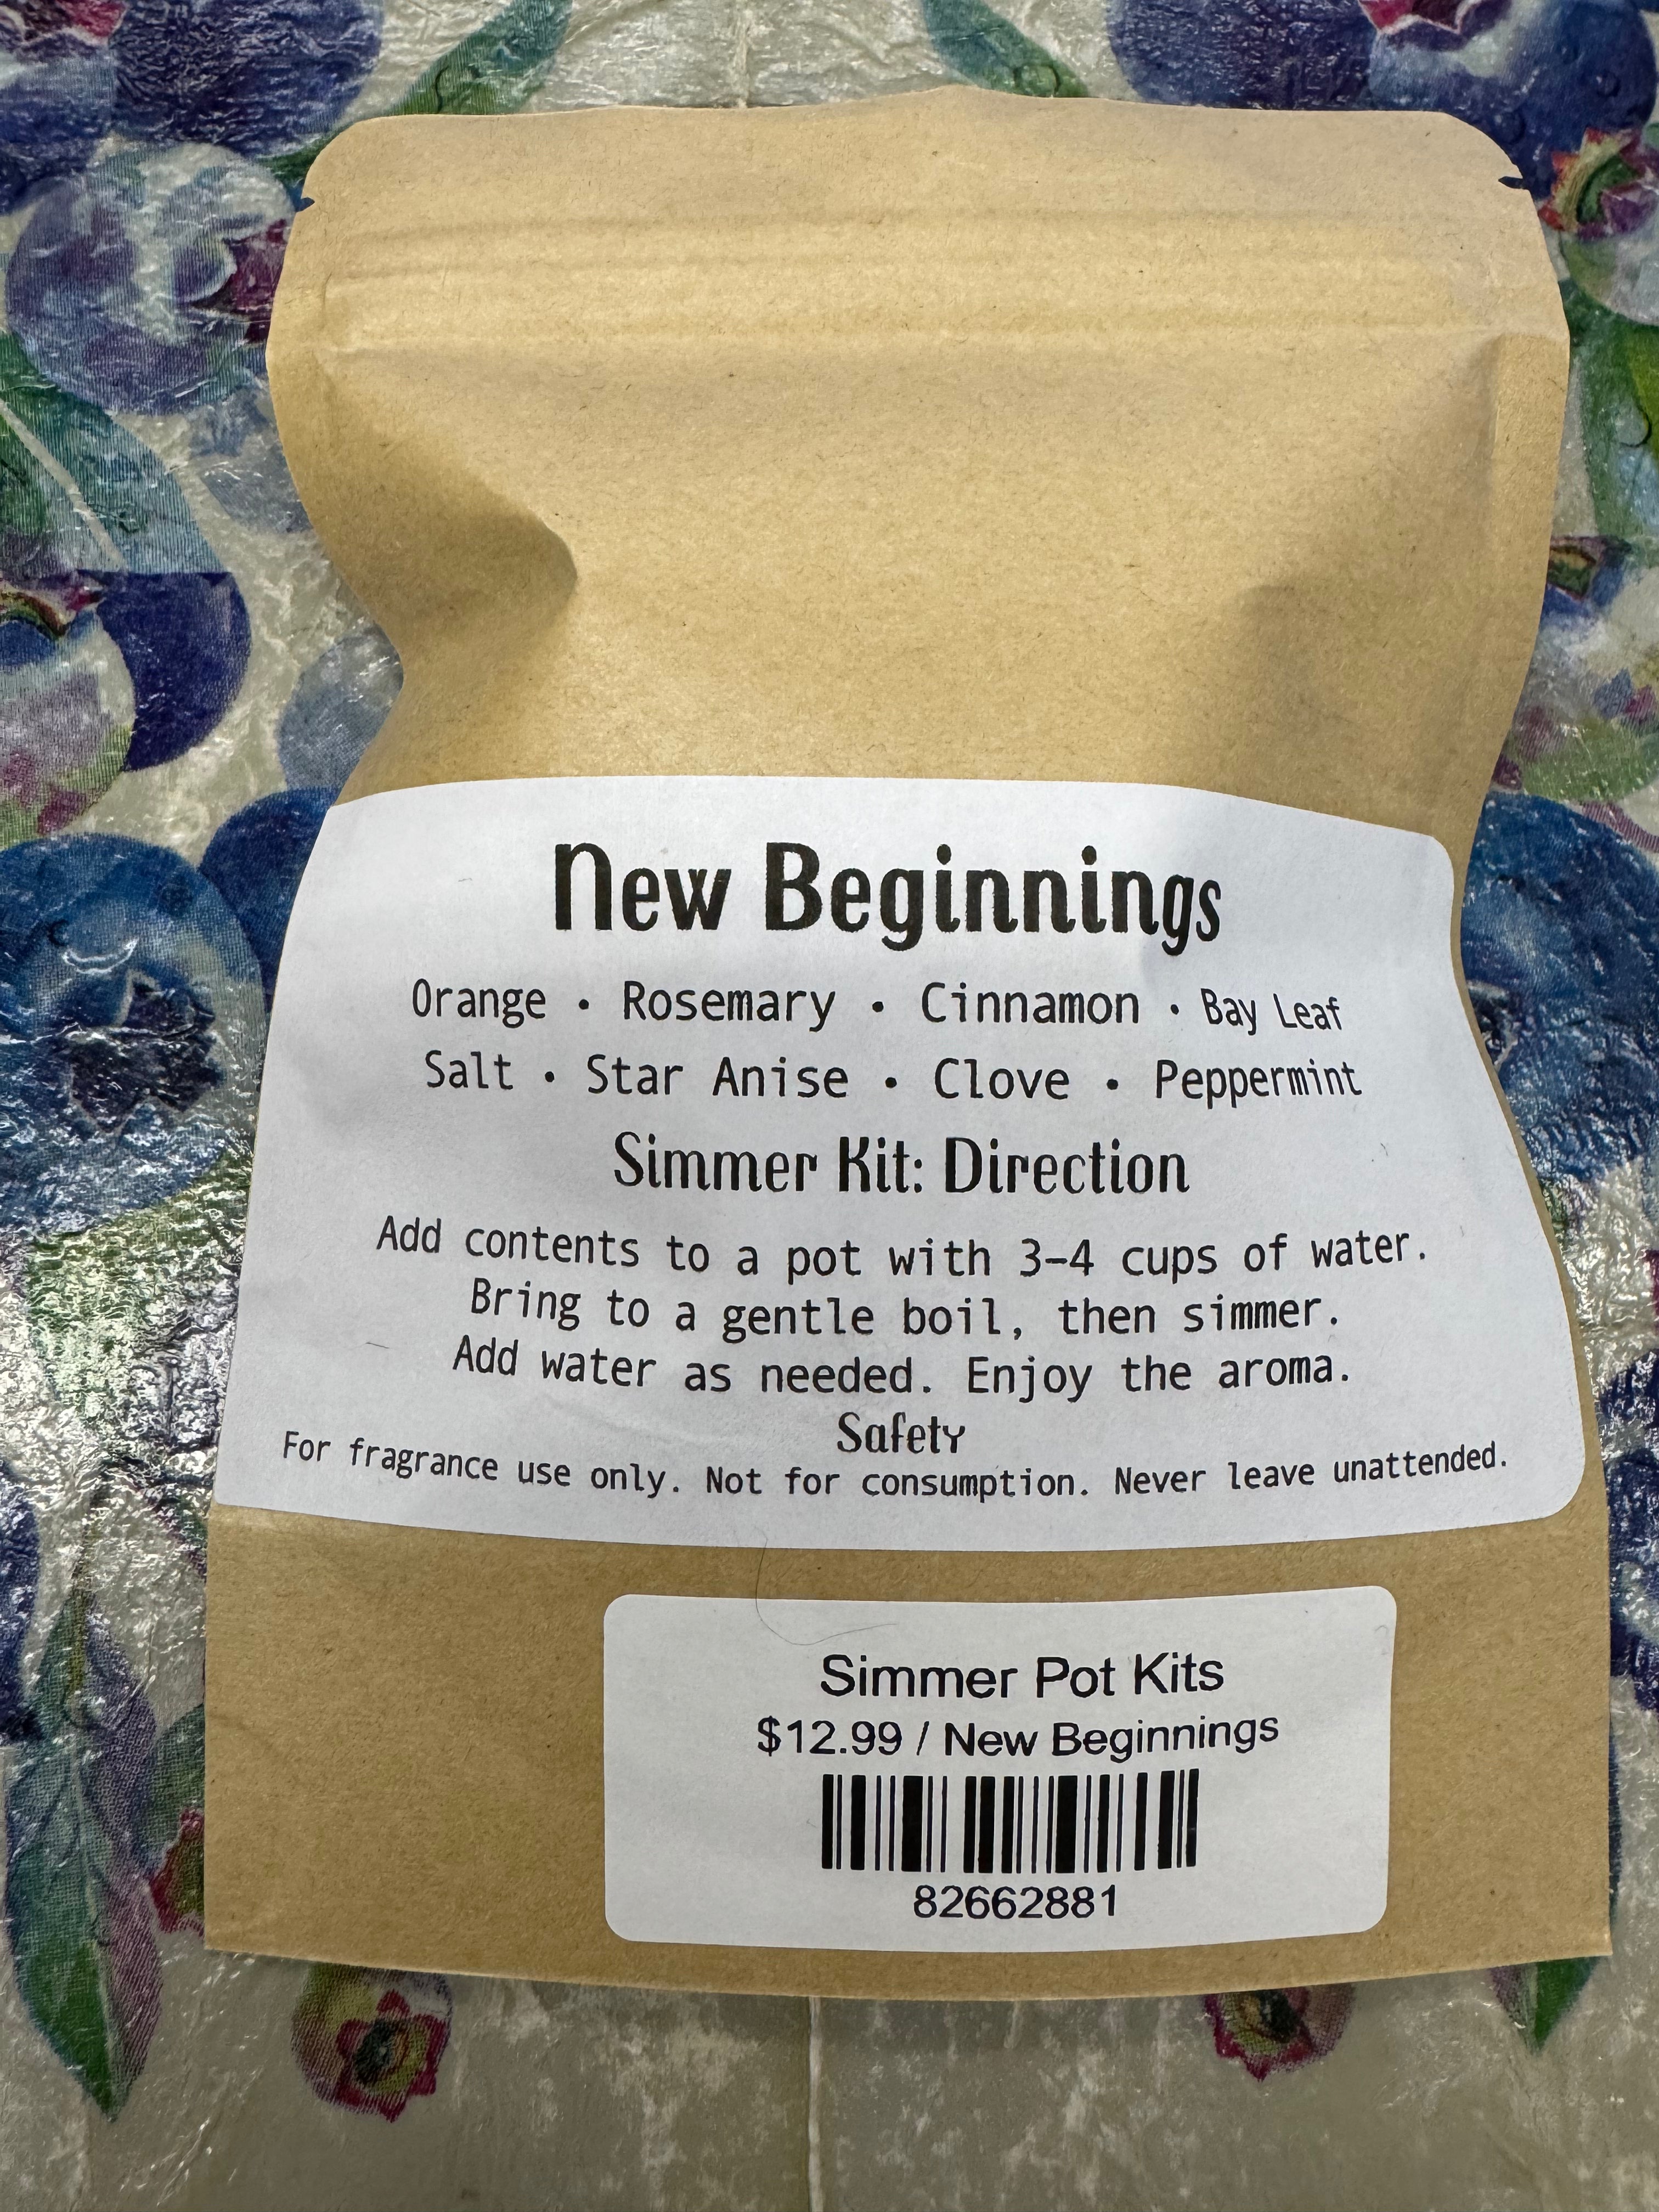 New Beginnings
Orange • Rosemary • Cinnamon • Bay Leaf
Salt • Star Anise • Clove • Peppermint
Simmer Kit: Direction
Add contents to a pot with 3–4 cups of water.
Bring to a gentle boil, then simmer.
Add water as needed. Enjoy the aroma.
Safety
For fragrance use only. Not for consumption. Never leave unattended.
Simmer Pot Kits
$12.99 / New Beginnings
82662881